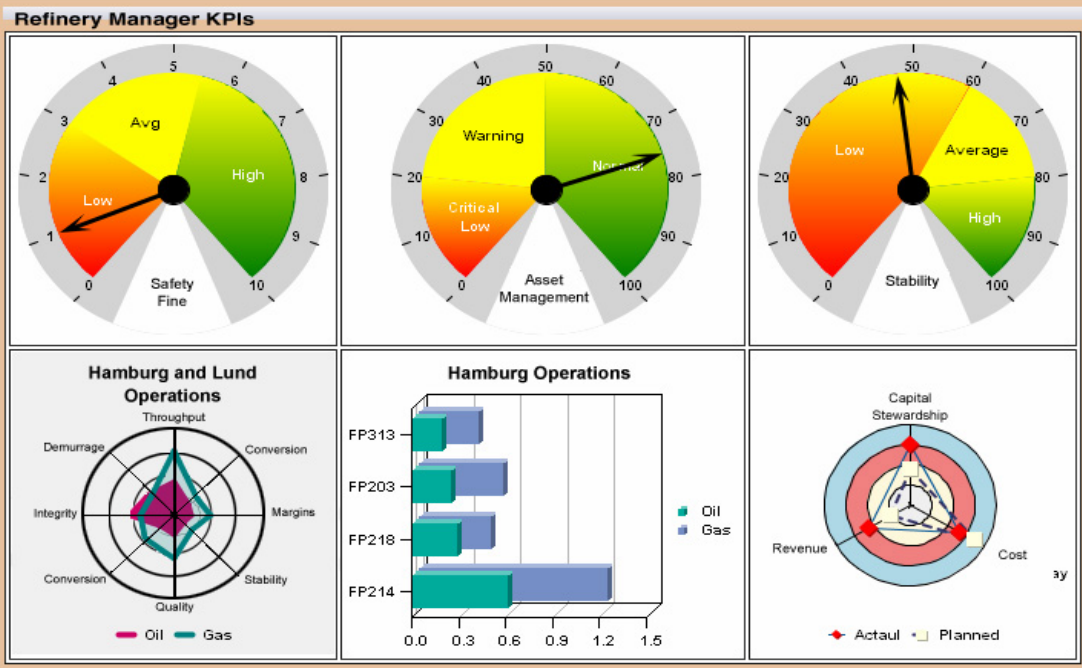 Refinery Manager KPIs
0
1
2
3
4
5
6
7
8
9
10
Low
Avg
High
Safety
Fine
0
10
20
30
40
50
60
70
80
90
100
Critical
Low
Warning
Normal
Asset
Management
0
10
20
30
40
50
60
70
80
90
100
Low
Average
High
Stability
Hamburg and Lund
Operations
Throughput
Demurrage
Conversion
Integrity
Margins
Conversion
Stability
Quality
Oil
Gas
Hamburg Operations
FP313
FP203
FP218
FP214
0.0
0.3
0.6
0.9
1.2
1.5
Oil
Gas
Capital
Stewardship
Revenue
Cost
ay
Actaul
Planned